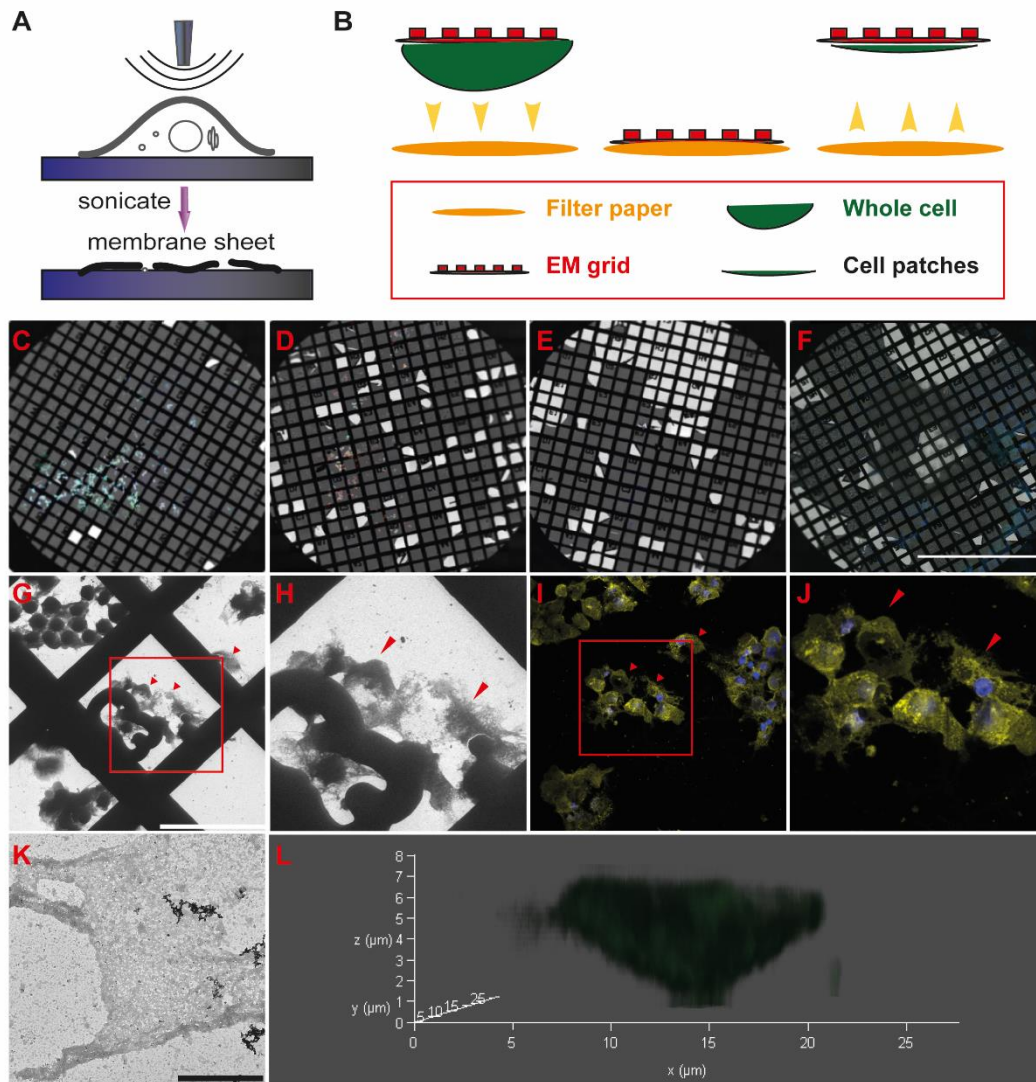 A
sonicate
membrane sheet
B
Filter paper
Whole cell
EM grid
Cell patches
C
D
E
F
G
H
I
J
K
L
8
7
6
5
4
3
2
1
0
z (µm)
y (µm)
5 10 15 25
0 5 10 15 20 25
x (µm)